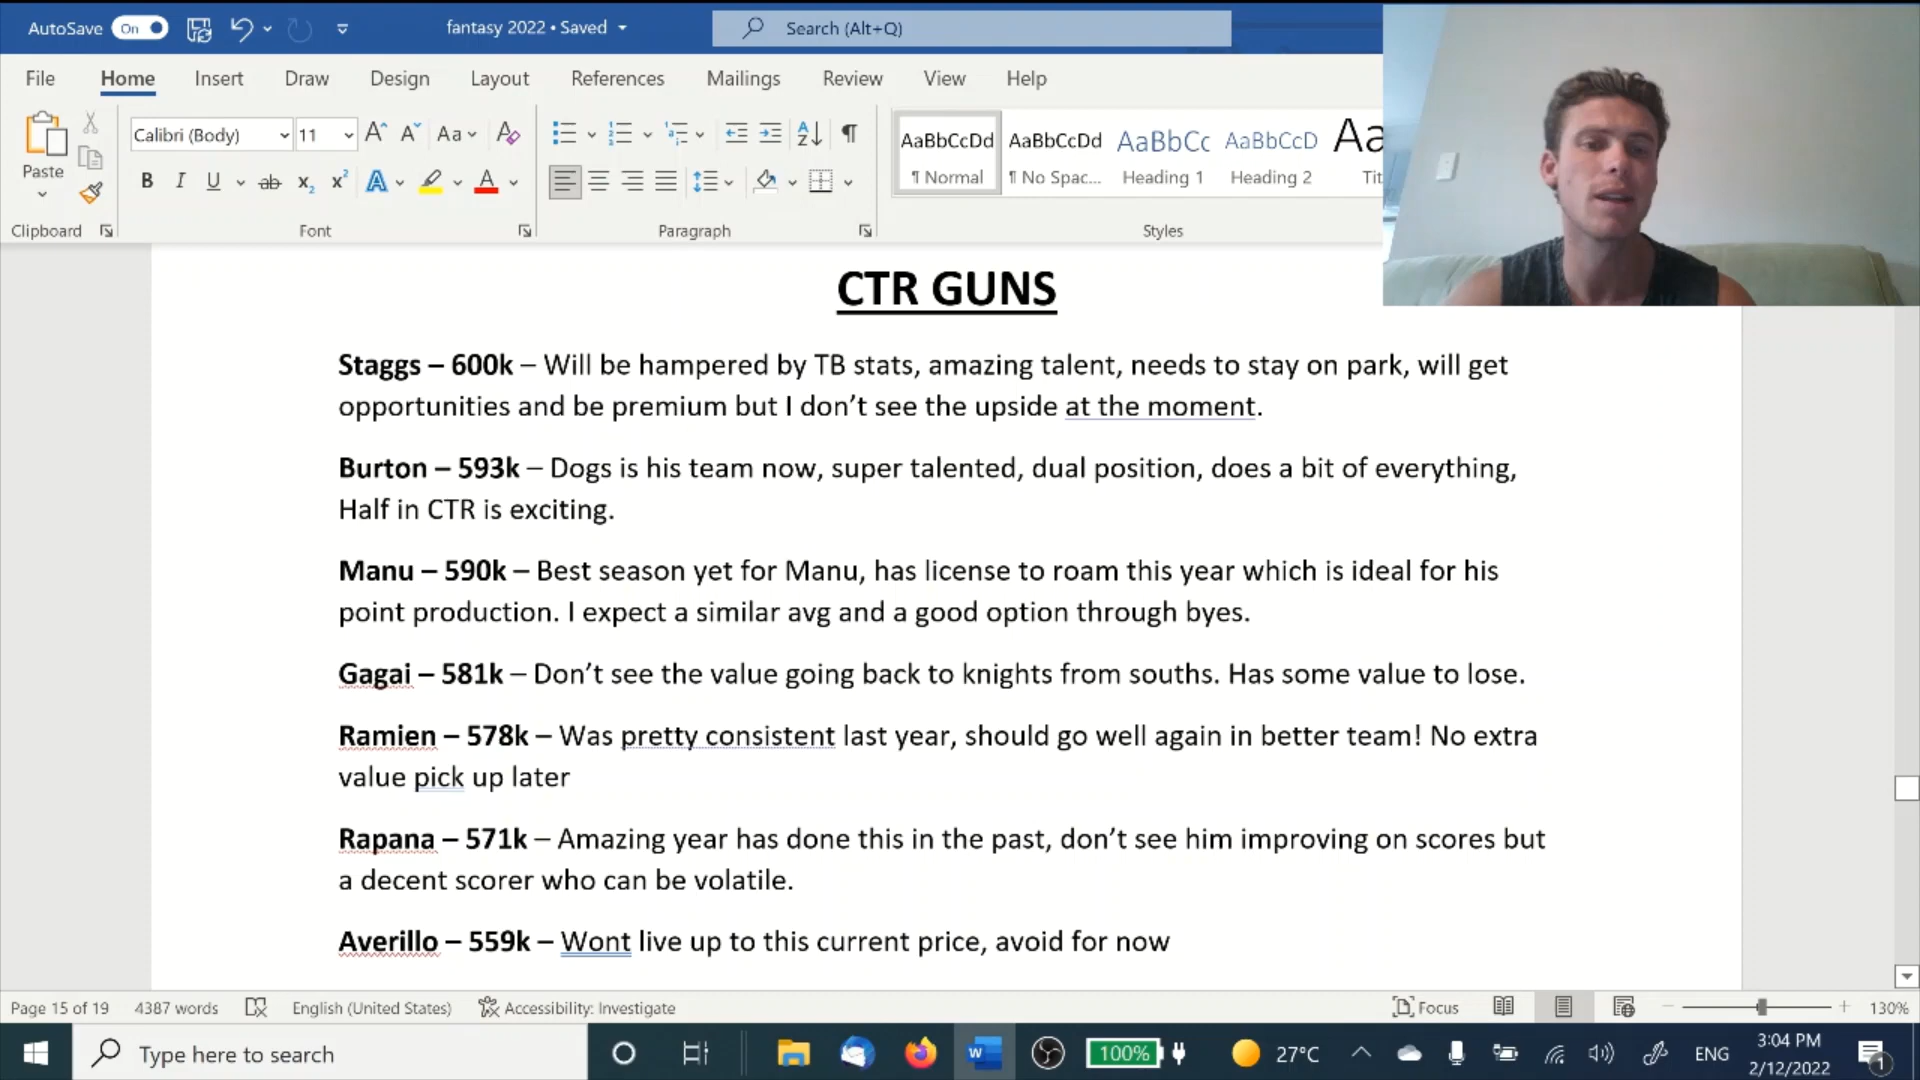 AutoSave On fantasy 2022 • Saved Search (Alt+Q)
File Home Insert Draw Design Layout References Mailings Review View Help
Paste
Calibri (Body) 11
AaBbCcDd AaBbCcDd AaBbCc AaBbCcD Aa
¶ Normal ¶ No Spac... Heading 1 Heading 2 Tit
Clipboard Font Paragraph Styles
CTR GUNS
Staggs – 600k – Will be hampered by TB stats, amazing talent, needs to stay on park, will get
opportunities and be premium but I don’t see the upside at the moment.
Burton – 593k – Dogs is his team now, super talented, dual position, does a bit of everything,
Half in CTR is exciting.
Manu – 590k – Best season yet for Manu, has license to roam this year which is ideal for his
point production. I expect a similar avg and a good option through byes.
Gagai – 581k – Don’t see the value going back to knights from souths. Has some value to lose.
Ramien – 578k – Was pretty consistent last year, should go well again in better team! No extra
value pick up later
Rapana – 571k – Amazing year has done this in the past, don’t see him improving on scores but
a decent scorer who can be volatile.
Averillo – 559k – Wont live up to this current price, avoid for now
Page 15 of 19 4387 words English (United States) Accessibility: Investigate Focus 130%
Type here to search 100% 27°C ENG 3:04 PM
2/12/2022 1